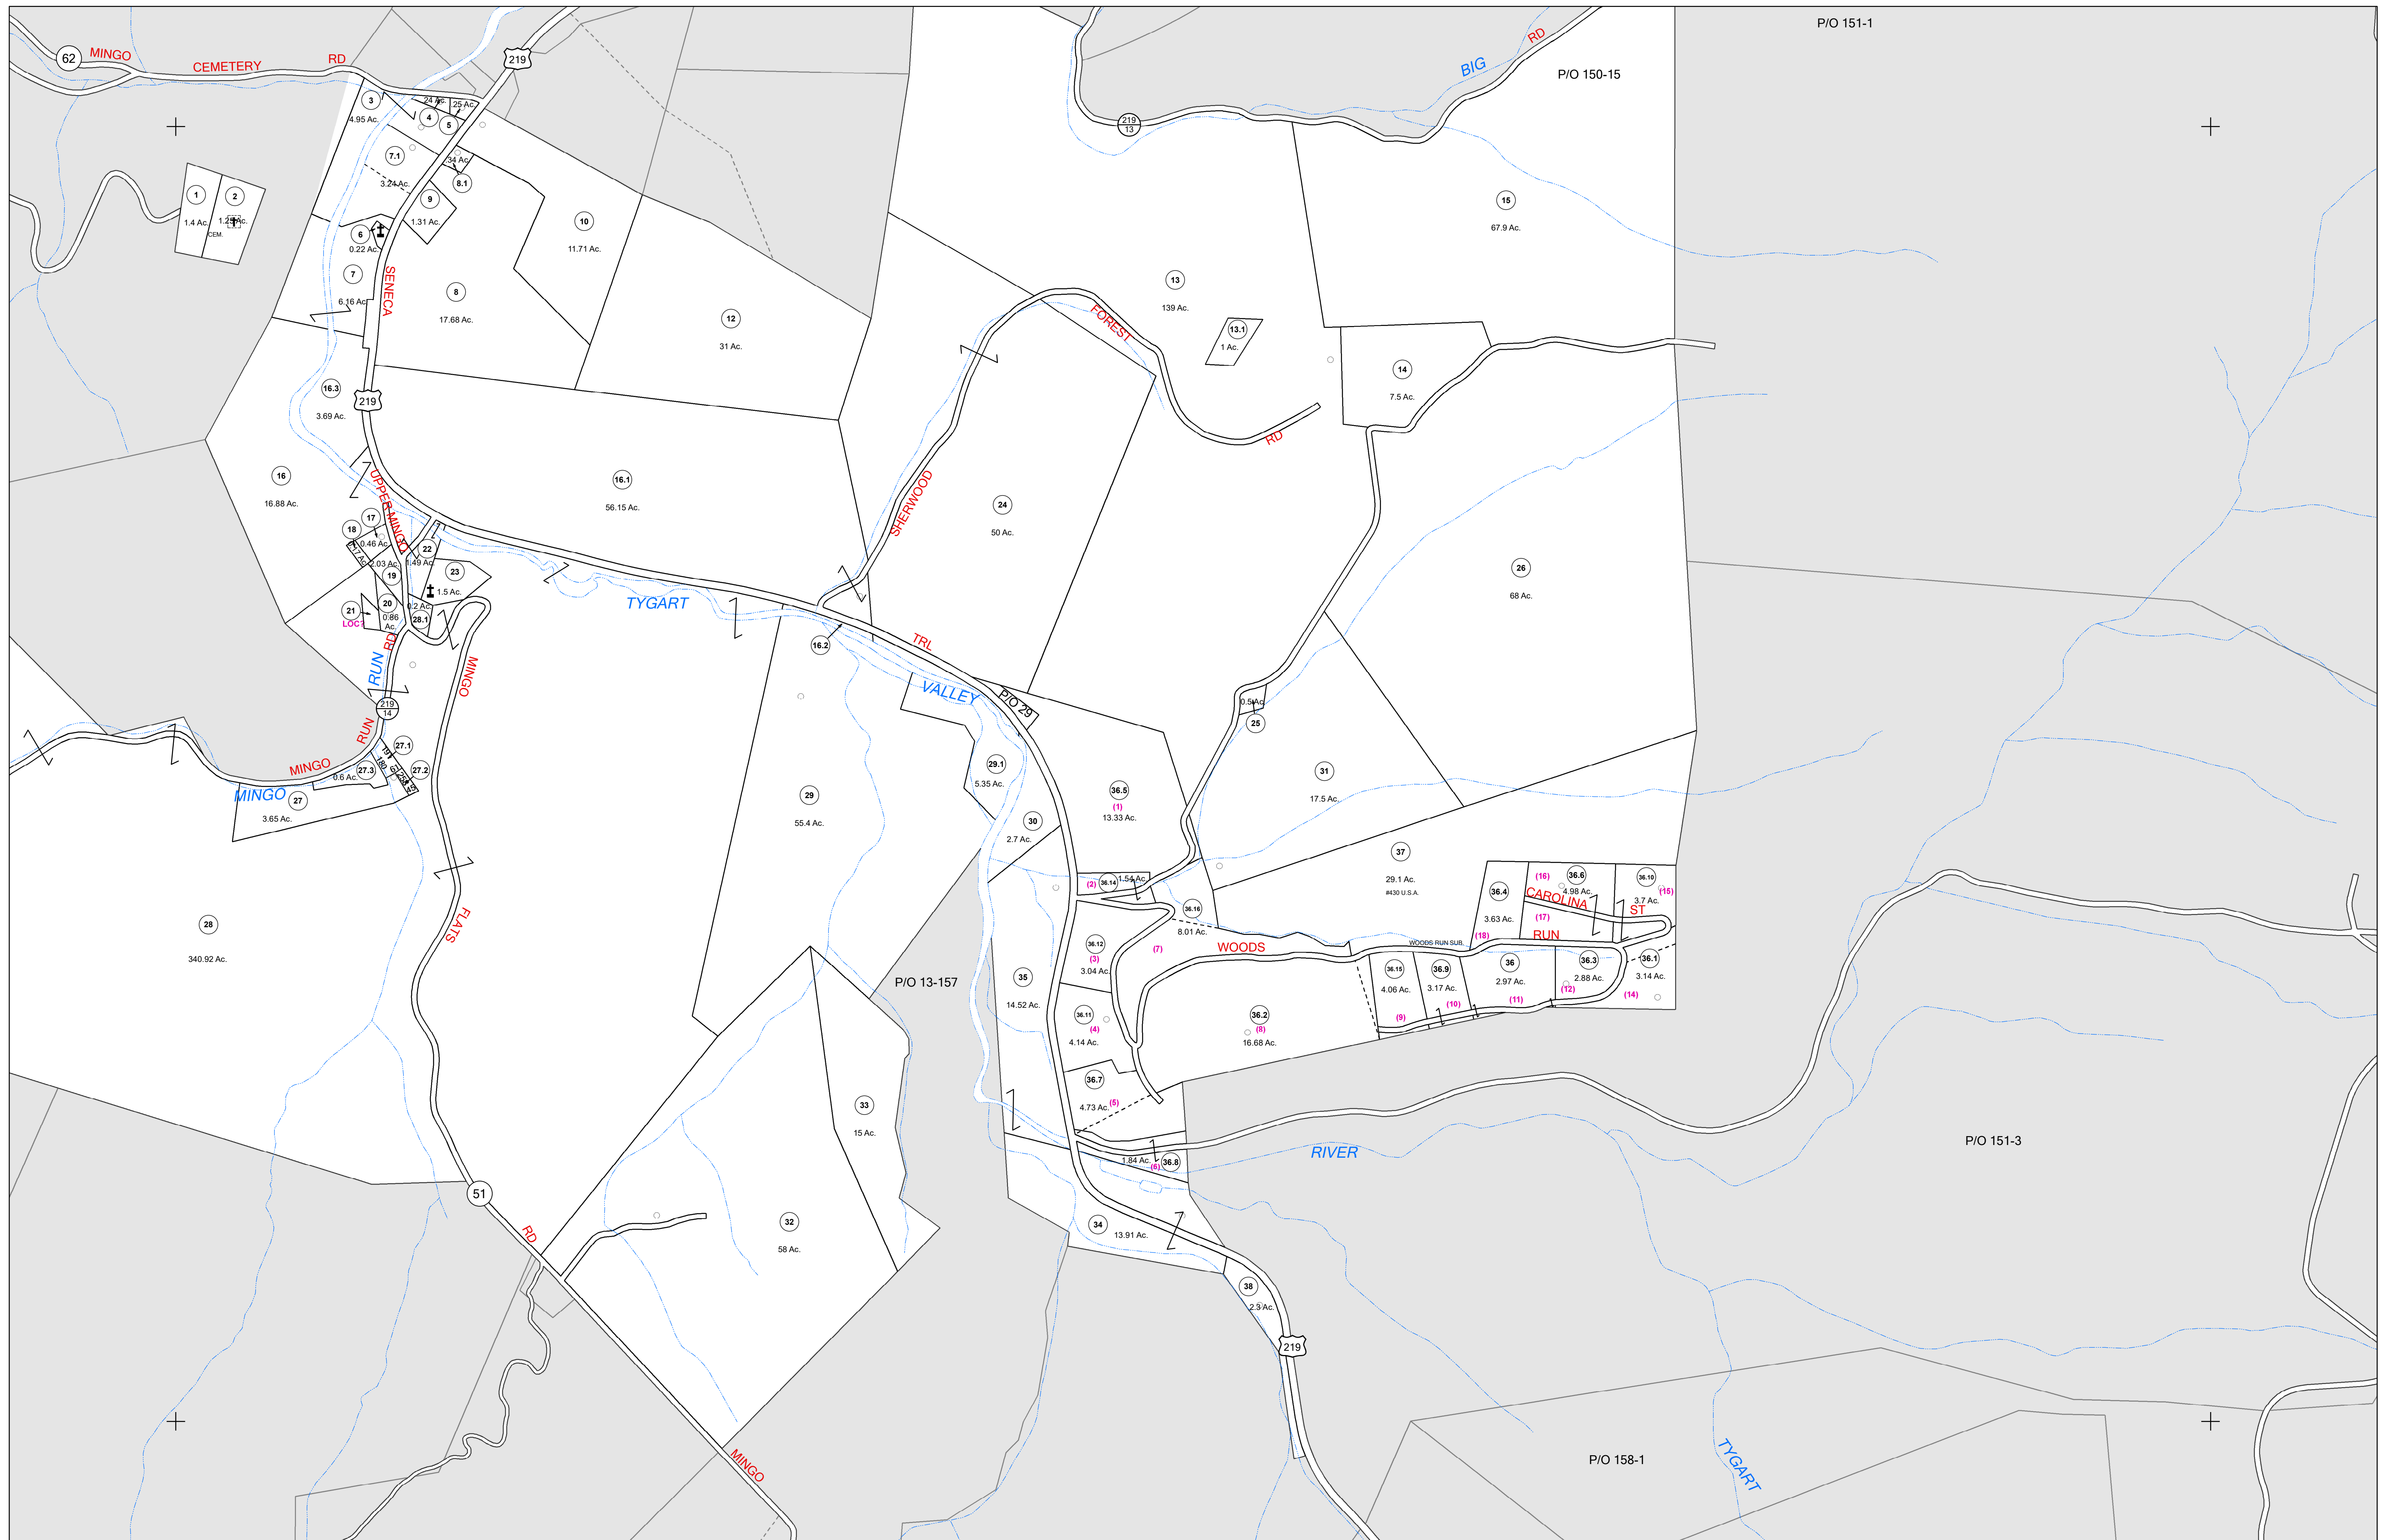 P/O 151-1
MINGO
CEMETERY
RD
62
219
BIG
RD
P/O 150-15
3
4.95 Ac.
.24 Ac.
.25 Ac.
4
5
219
13
7.1
3.24 Ac.
.34 Ac.
8.1
9
1.31 Ac.
1
1.4 Ac.
2
1.25 Ac.
CEM.
6
0.22 Ac.
10
11.71 Ac.
15
67.9 Ac.
7
6.16 Ac.
SENECA
8
17.68 Ac.
12
31 Ac.
13
139 Ac.
13.1
1 Ac.
FOREST
RD
14
7.5 Ac.
16.3
3.69 Ac.
219
16
16.88 Ac.
16.1
56.15 Ac.
SHERWOOD
24
50 Ac.
UPPER MINGO
17
0.46 Ac.
18
2.03 Ac.
19
22
1.49 Ac.
23
1.5 Ac.
20
0.86
Ac.
21
LOC?
0.2 Ac.
28.1
RD
RUN
TYGART
16.2
TRL
VALLEY
P/O 29
26
68 Ac.
0.5 Ac.
25
MINGO
219
14
RUN
MINGO
MINGO
27.1
191
180
27.2
27.3
0.6 Ac.
27
3.65 Ac.
29
55.4 Ac.
29.1
5.35 Ac.
30
2.7 Ac.
36.5
(1)
13.33 Ac.
31
17.5 Ac.
28
340.92 Ac.
FLATS
(2)
36.14
1.54 Ac.
36.16
8.01 Ac.
37
29.1 Ac.
#430 U.S.A.
36.4
3.63 Ac.
(18)
(16)
36.6
4.98 Ac.
CAROLINA
ST
(17)
36.10
3.7 Ac.
(15)
RUN
WOODS RUN SUB.
WOODS
36.12
(3)
3.04 Ac.
(7)
35
14.52 Ac.
P/O 13-157
36.11
(4)
4.14 Ac.
36.2
(8)
16.68 Ac.
36.15
4.06 Ac.
(9)
36.9
3.17 Ac.
(10)
36
2.97 Ac.
(11)
36.3
2.88 Ac.
(12)
36.1
3.14 Ac.
(14)
36.7
4.73 Ac.
(5)
33
15 Ac.
1.84 Ac.
(6)
36.8
RIVER
P/O 151-3
51
RD
32
58 Ac.
34
13.91 Ac.
38
2.3 Ac.
219
MINGO
P/O 158-1
TYGART